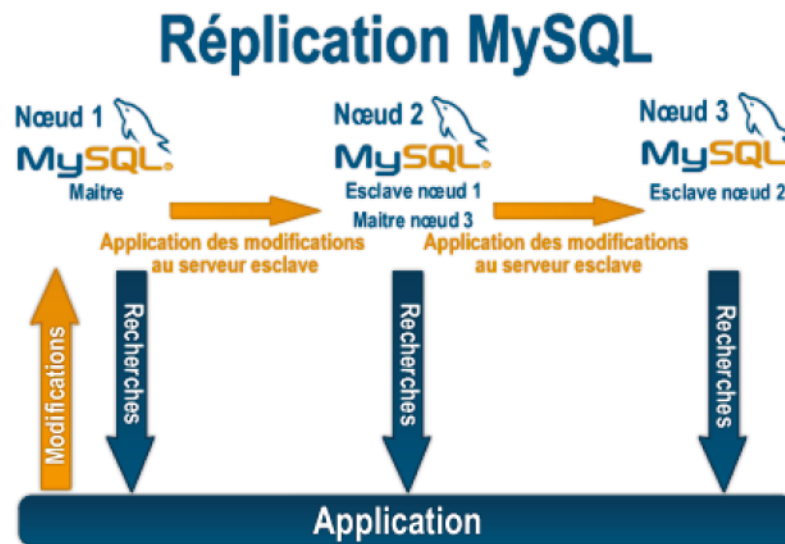 Réplication MySQL
Nœud 1
MySQL®
Maitre
Nœud 2
MySQL®
Esclave nœud 1
Maitre nœud 3
Nœud 3
MySQL
Esclave nœud 2
Application des modifications
au serveur esclave
Application des modifications
au serveur esclave
Modifications
Recherches
Recherches
Recherches
Application